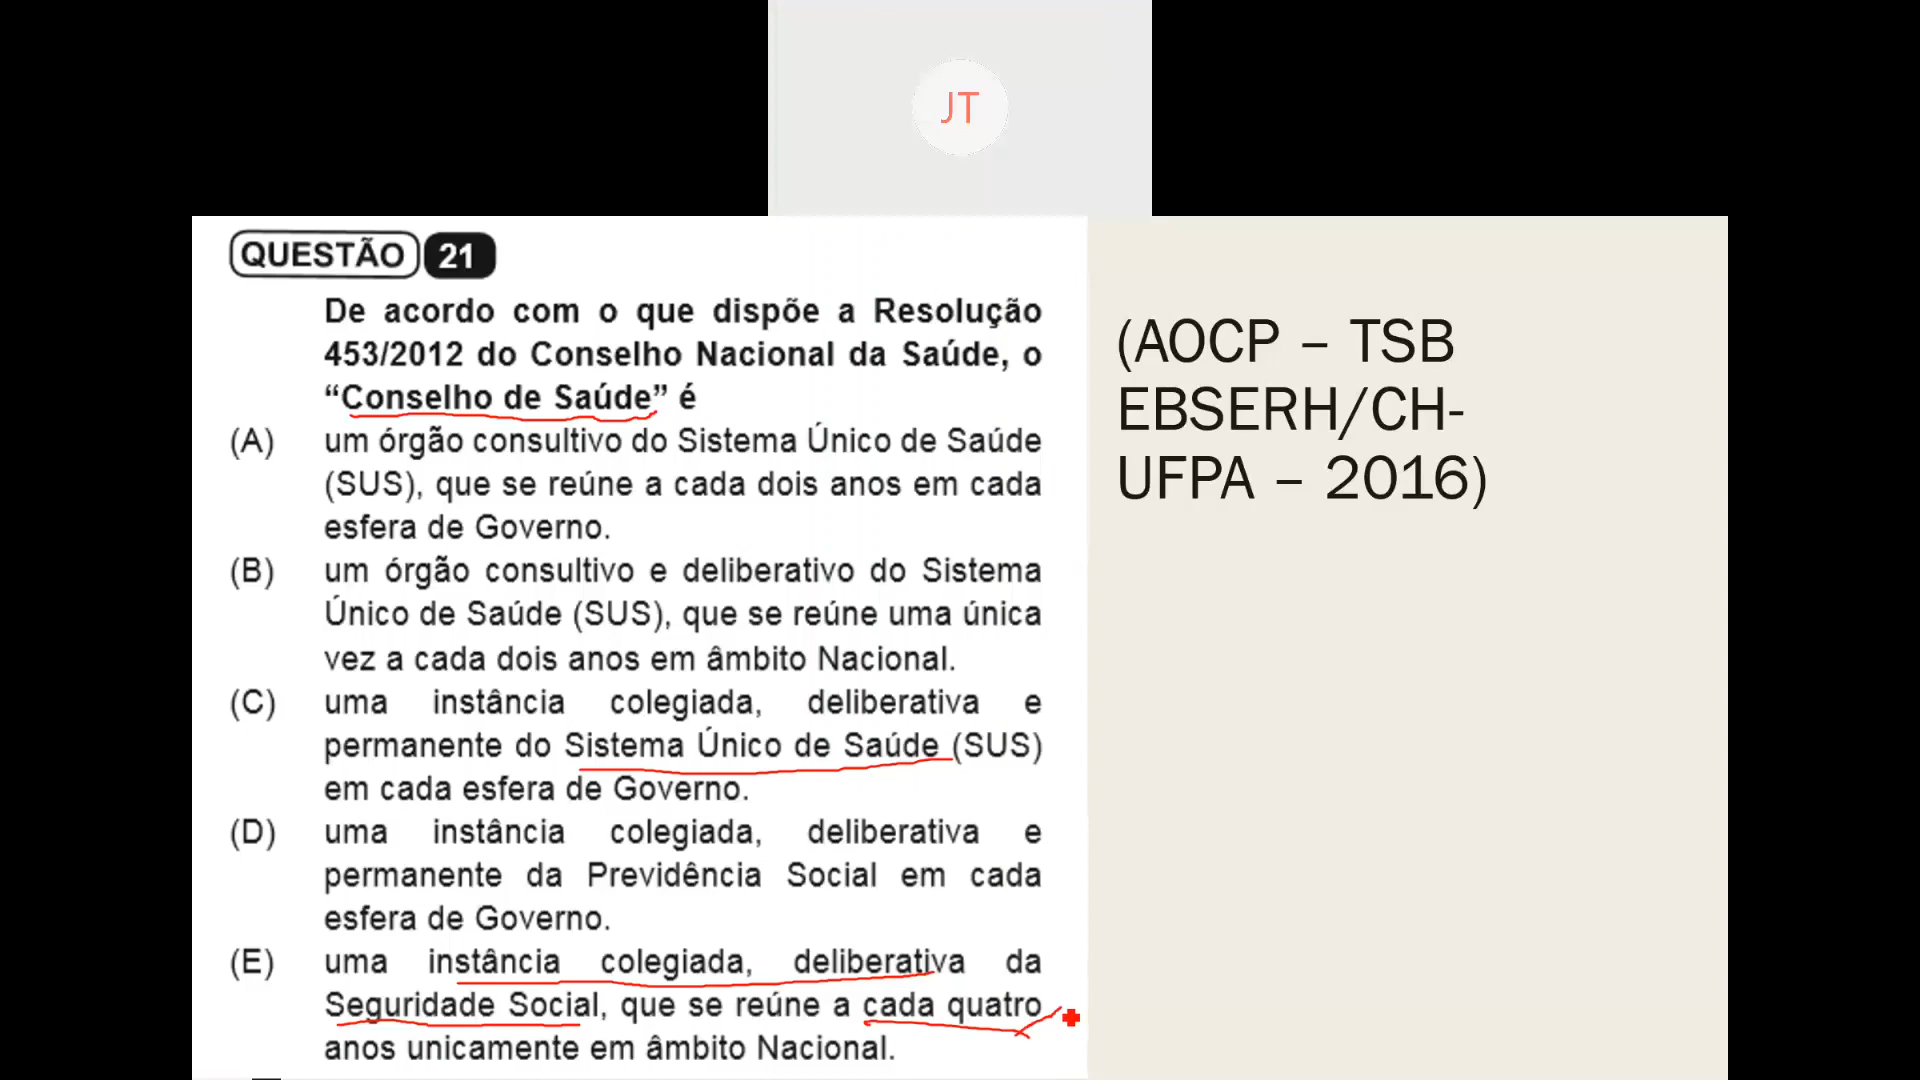 JT
QUESTÃO 21
De acordo com o que dispõe a Resolução
453/2012 do Conselho Nacional da Saúde, o
“Conselho de Saúde” é
(A) um órgão consultivo do Sistema Único de Saúde
(SUS), que se reúne a cada dois anos em cada
esfera de Governo.
(B) um órgão consultivo e deliberativo do Sistema
Único de Saúde (SUS), que se reúne uma única
vez a cada dois anos em âmbito Nacional.
(C) uma instância colegiada, deliberativa e
permanente do Sistema Único de Saúde (SUS)
em cada esfera de Governo.
(D) uma instância colegiada, deliberativa e
permanente da Previdência Social em cada
esfera de Governo.
(E) uma instância colegiada, deliberativa da
Seguridade Social, que se reúne a cada quatro
anos unicamente em âmbito Nacional.
(AOCP – TSB
EBSERH/CH-
UFPA – 2016)